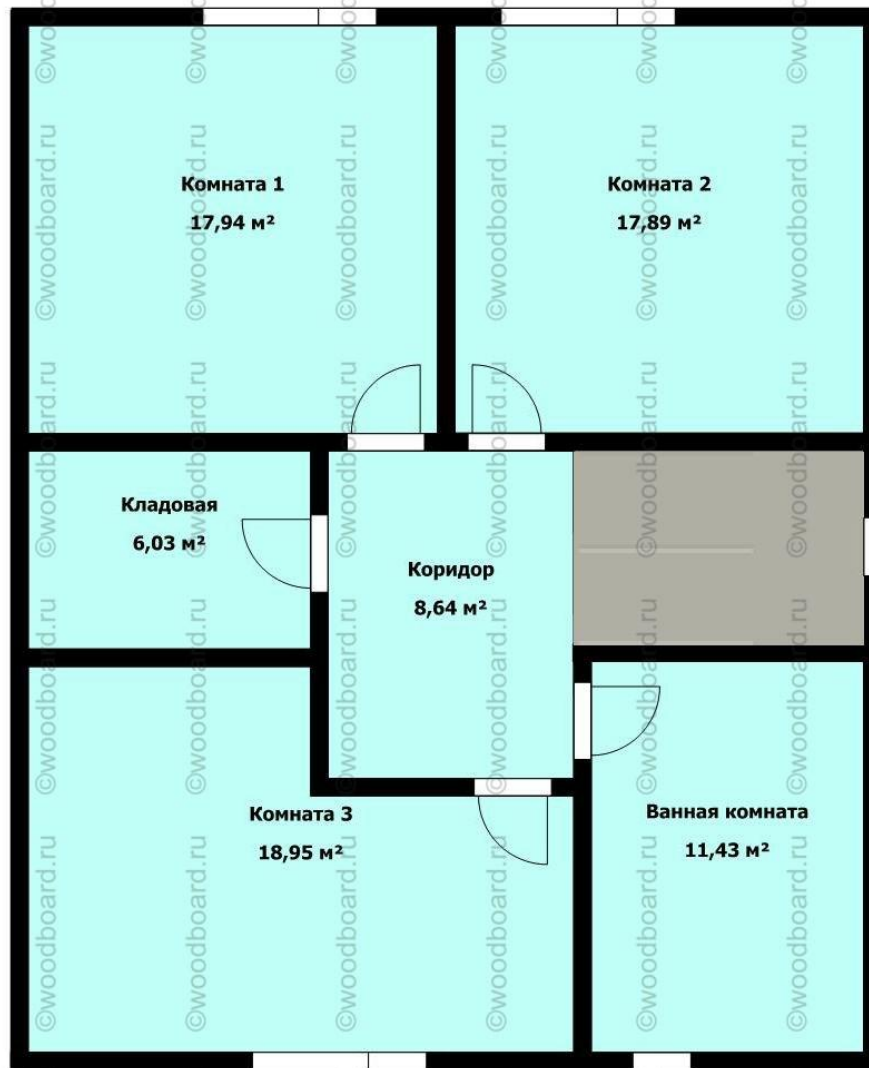 Комната 1
17,94 м²
Комната 2
17,89 м²
Кладовая
6,03 м²
Коридор
8,64 м²
Комната 3
18,95 м²
Ванная комната
11,43 м²
©woodboard.ru